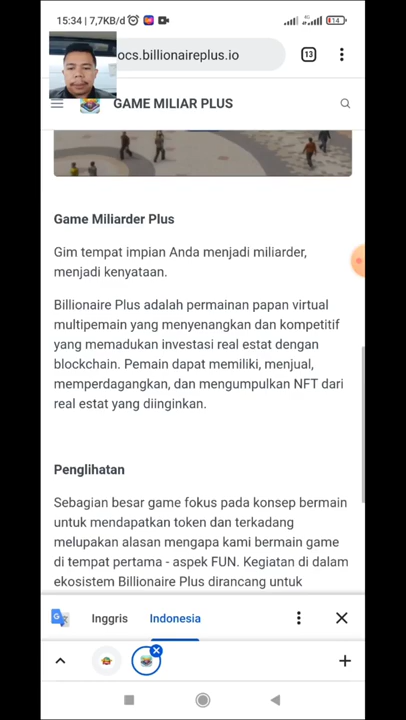 15:34 | 7,7KB/d
4G
14
ocs.billionaireplus.io
13
GAME MILIAR PLUS
Game Miliarder Plus
Gim tempat impian Anda menjadi miliarder,
menjadi kenyataan.
Billionaire Plus adalah permainan papan virtual
multipemain yang menyenangkan dan kompetitif
yang memadukan investasi real estat dengan
blockchain. Pemain dapat memiliki, menjual,
memperdagangkan, dan mengumpulkan NFT dari
real estat yang diinginkan.
Penglihatan
Sebagian besar game fokus pada konsep bermain
untuk mendapatkan token dan terkadang
melupakan alasan mengapa kami bermain game
di tempat pertama - aspek FUN. Kegiatan di dalam
ekosistem Billionaire Plus dirancang untuk
Inggris
Indonesia